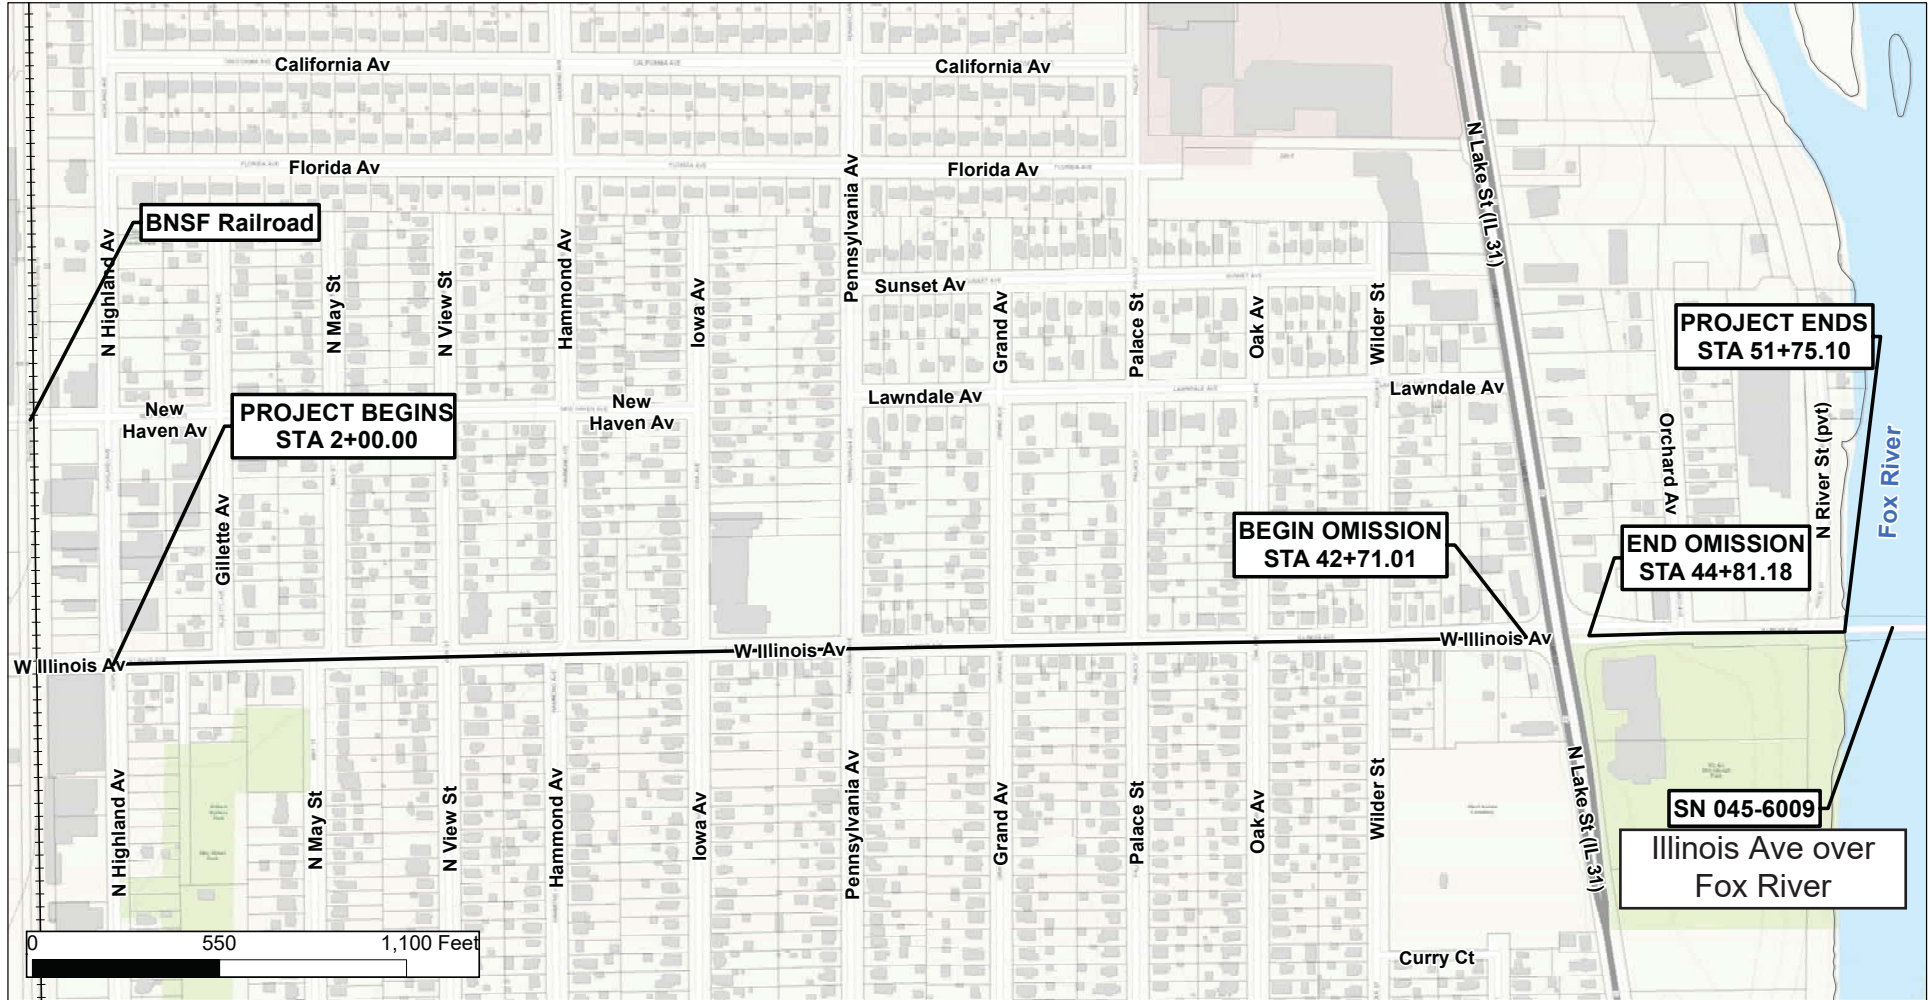 California Av
California Av
Florida Av
Florida Av
BNSF Railroad
N Highland Av
N May St
N View St
Hammond Av
Iowa Av
Pennsylvania Av
Sunset Av
Grand Av
Palace St
Oak Av
Wilder St
N Lake St (IL 31)
PROJECT ENDS
STA 51+75.10
New
Haven Av
PROJECT BEGINS
STA 2+00.00
New
Haven Av
Lawndale Av
Lawndale Av
Orchard Av
N River St (pvt)
Fox River
Gillette Av
BEGIN OMISSION
STA 42+71.01
END OMISSION
STA 44+81.18
W Illinois Av
W Illinois Av
W Illinois Av
N Highland Av
N May St
N View St
Hammond Av
Iowa Av
Pennsylvania Av
Grand Av
Palace St
Oak Av
Wilder St
N Lake St (IL 31)
SN 045-6009
Illinois Ave over
Fox River
0 550 1,100 Feet
Curry Ct